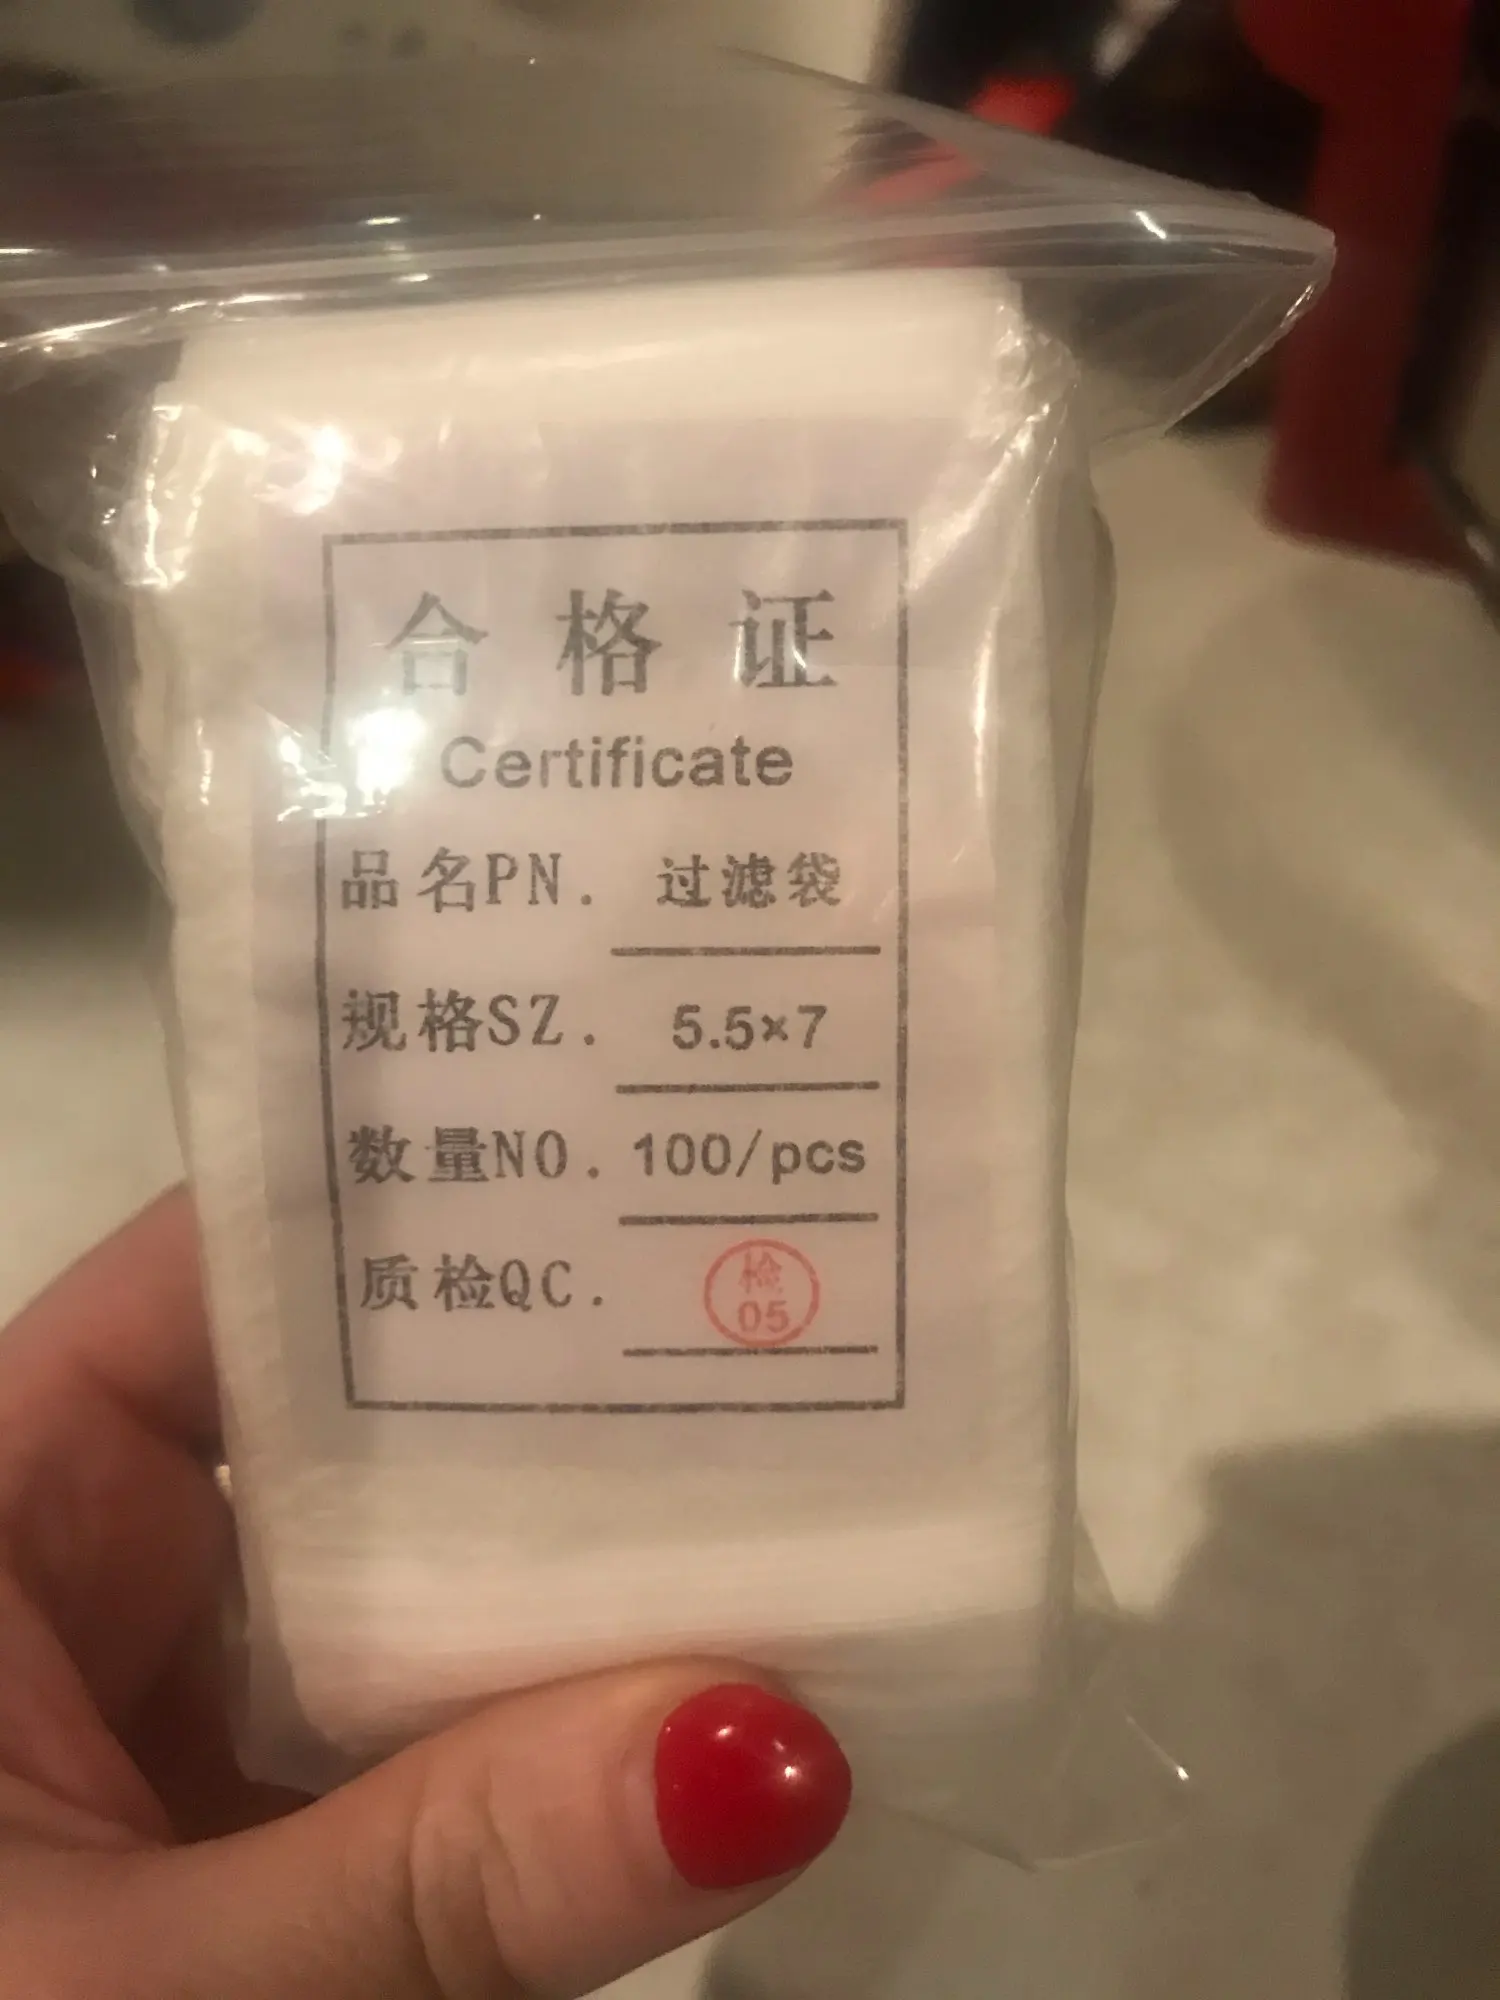 合格证
Certificate
品名PN. 过滤袋
规格SZ. 5.5×7
数量NO. 100/pcs
质检QC. 检
05